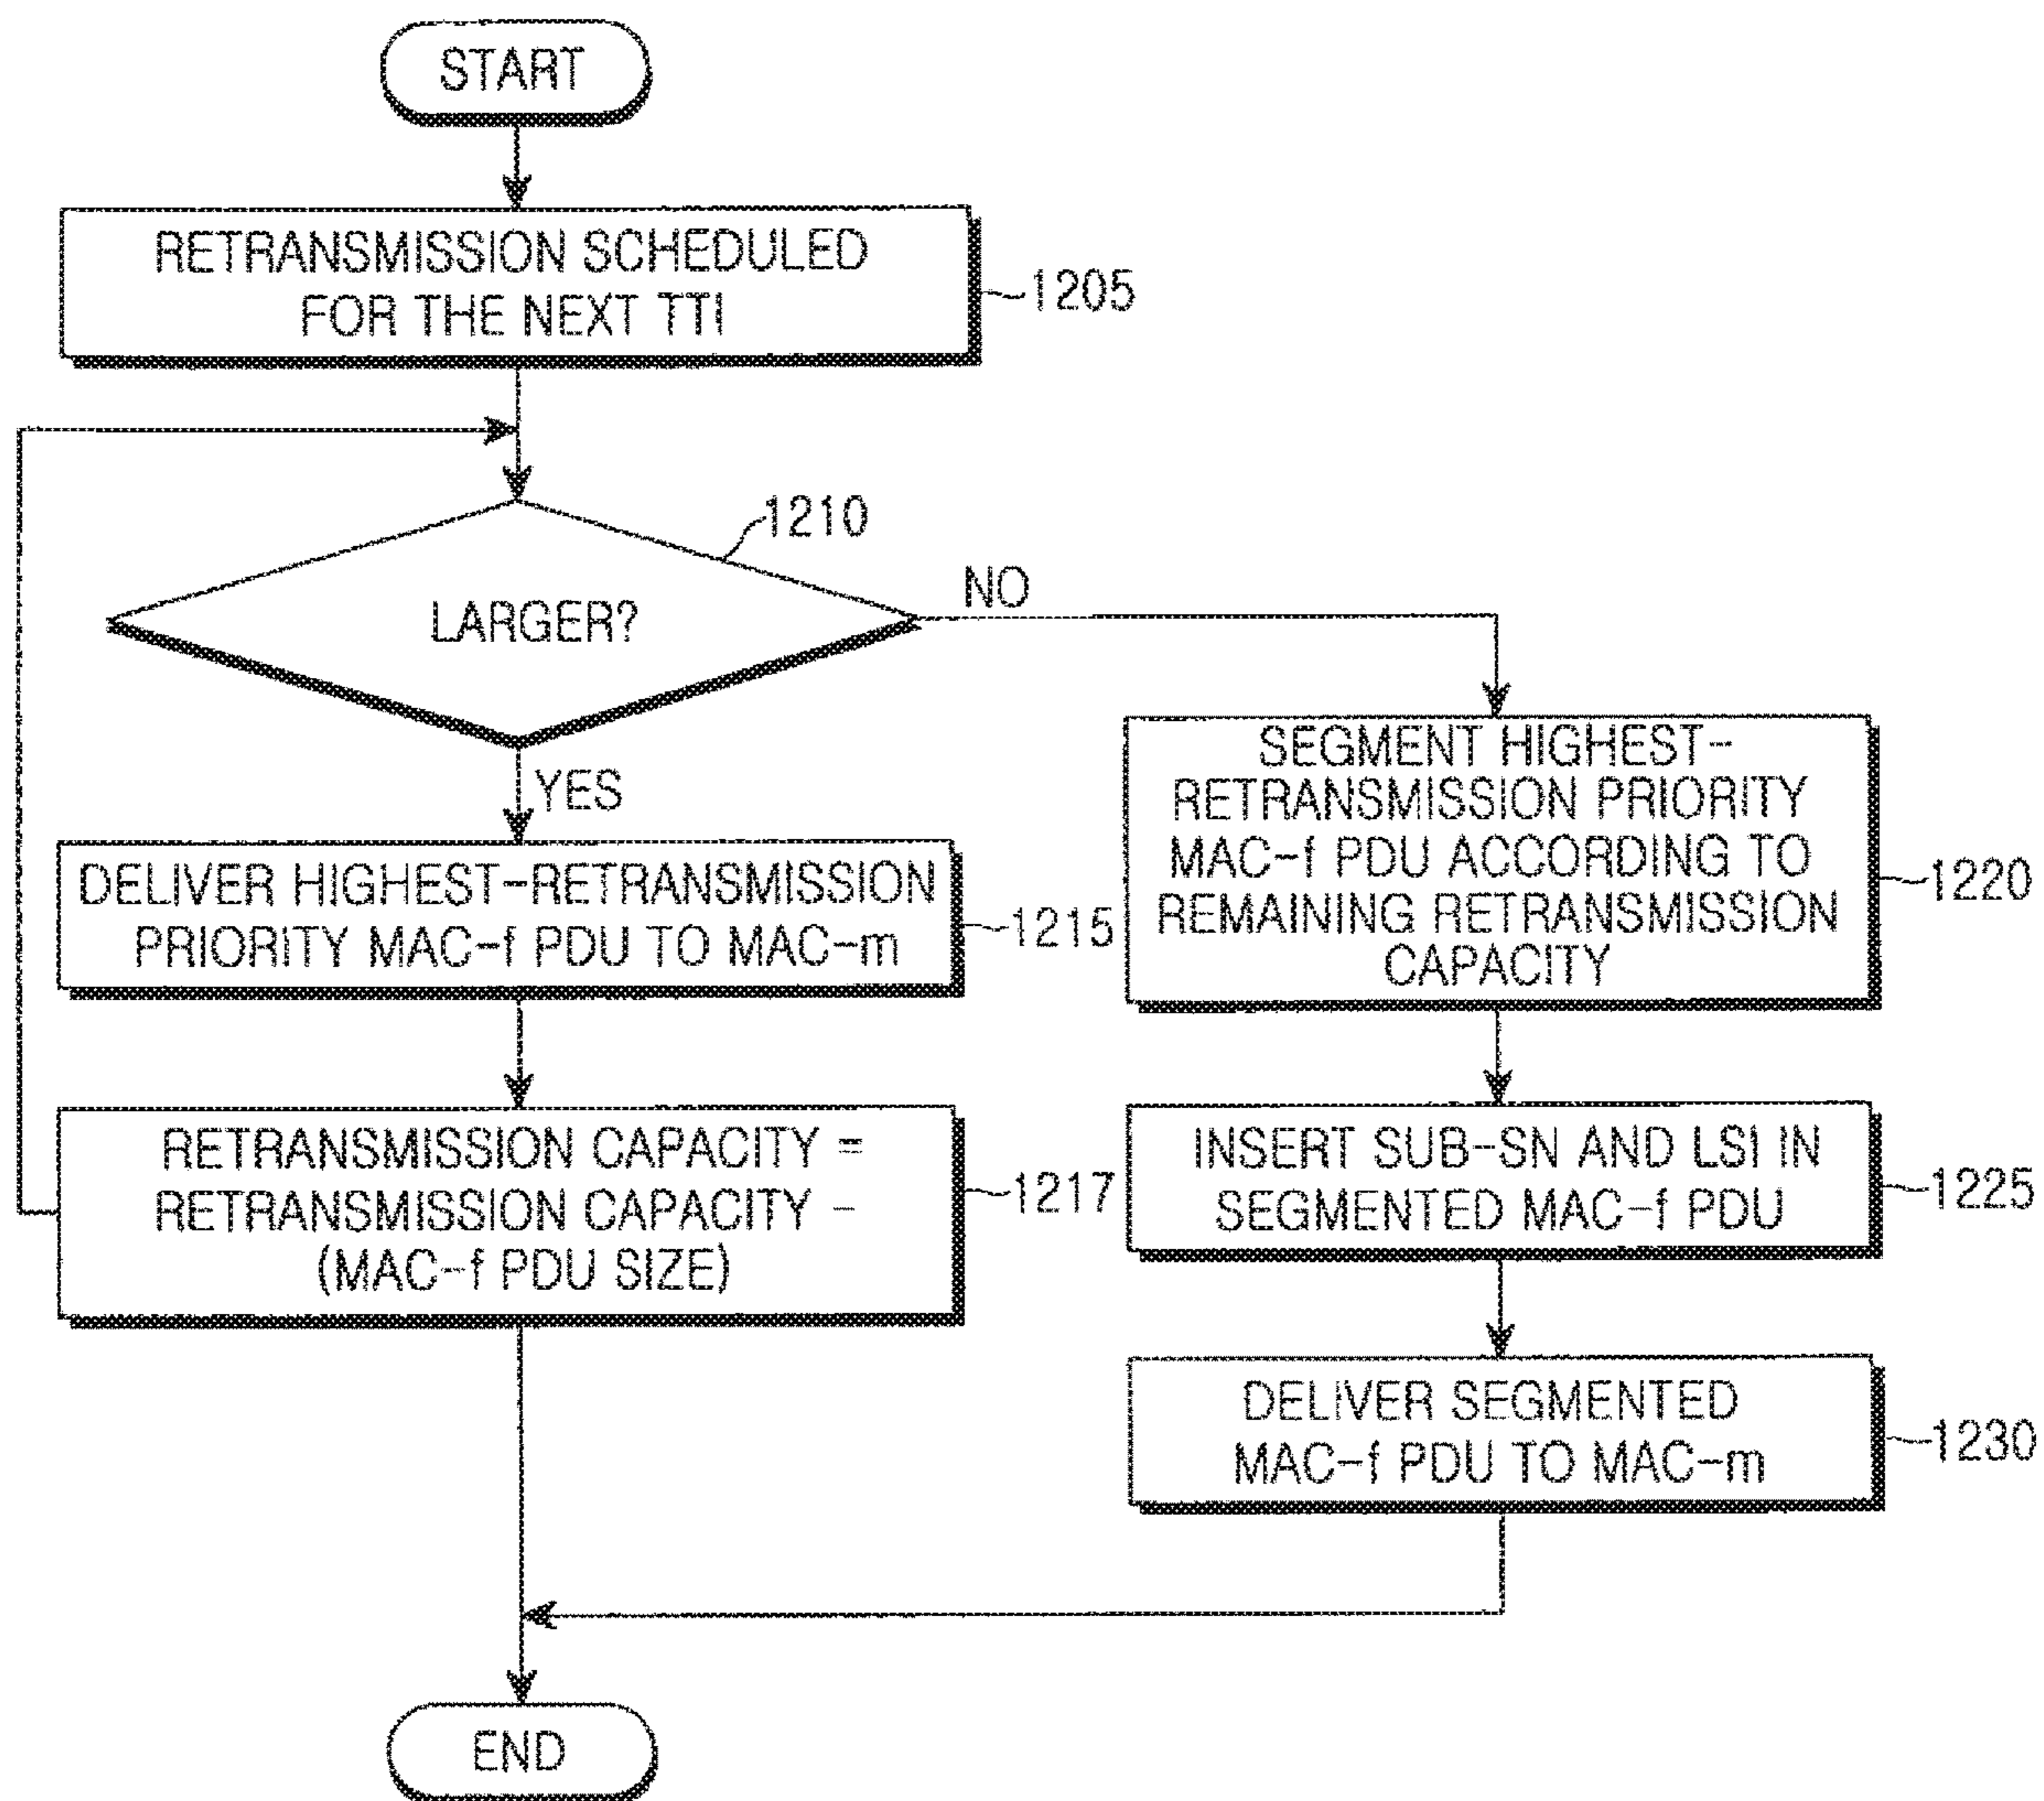 START
RETRANSMISSION SCHEDULED
FOR THE NEXT TTI
1205
1210
LARGER?
NO
YES
DELIVER HIGHEST-RETRANSMISSION
PRIORITY MAC-f PDU TO MAC-m
1215
RETRANSMISSION CAPACITY =
RETRANSMISSION CAPACITY -
(MAC-f PDU SIZE)
1217
SEGMENT HIGHEST-
RETRANSMISSION PRIORITY
MAC-f PDU ACCORDING TO
REMAINING RETRANSMISSION
CAPACITY
1220
INSERT SUB-SN AND LSI IN
SEGMENTED MAC-f PDU
1225
DELIVER SEGMENTED
MAC-f PDU TO MAC-m
1230
END